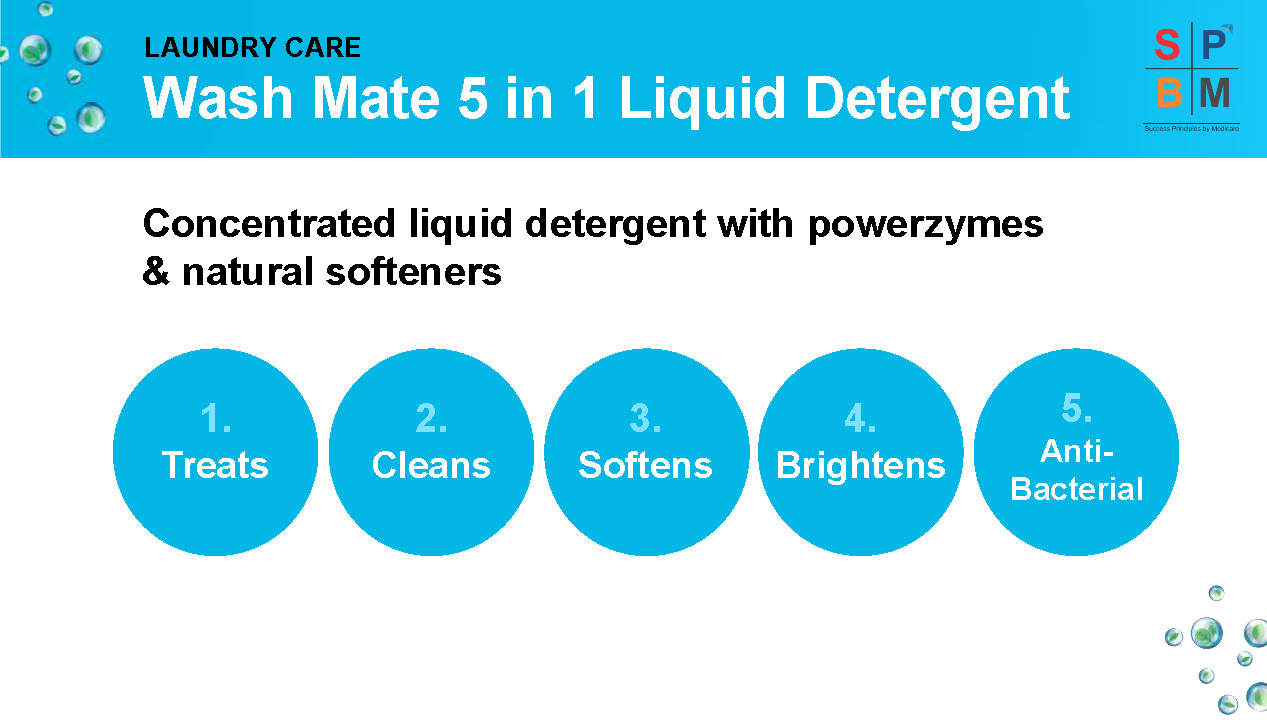 LAUNDRY CARE
Wash Mate 5 in 1 Liquid Detergent
S P
B M
Success Principles by Modicare
Concentrated liquid detergent with powerzymes
& natural softeners
1.
Treats
2.
Cleans
3.
Softens
4.
Brightens
5.
Anti-
Bacterial